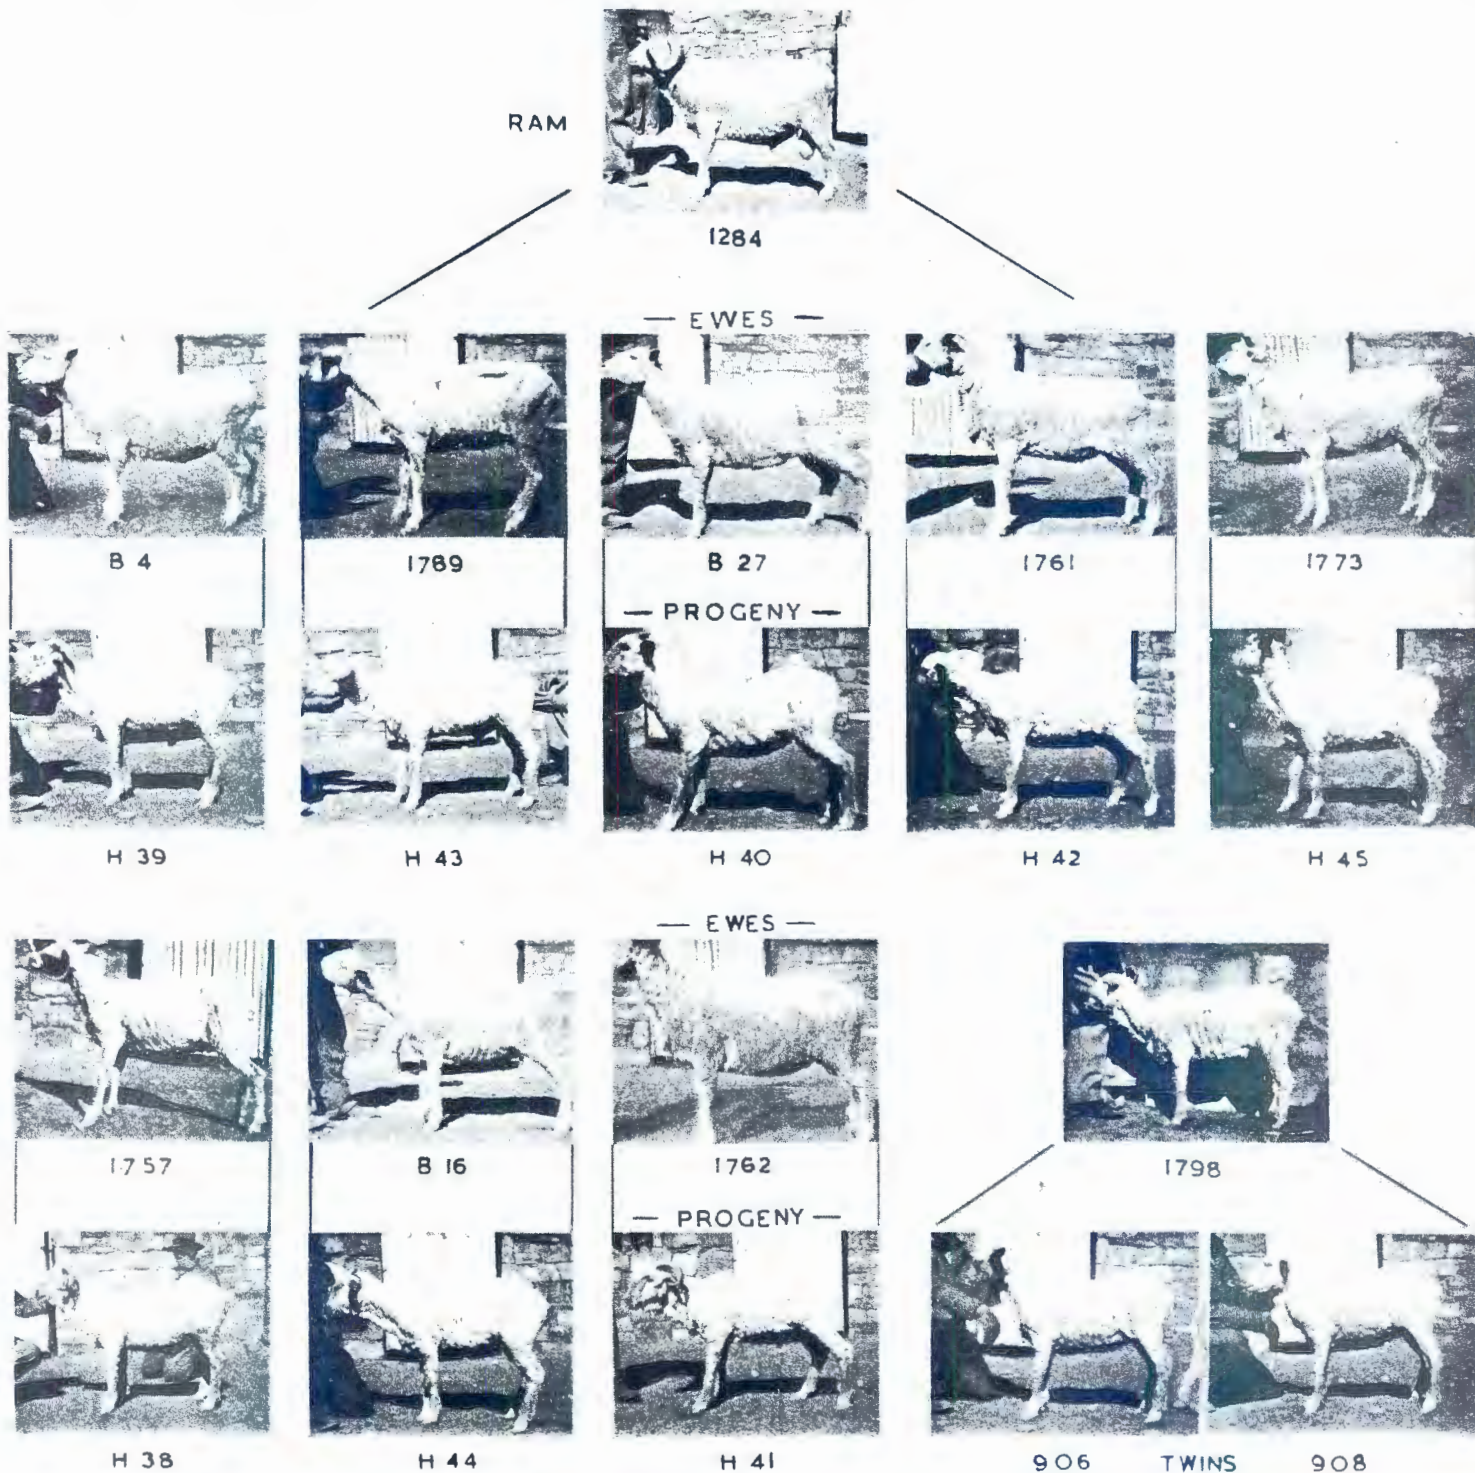 RAM
1284
— EWES —
B 4 1789 B 27 1761 1773
— PROGENY —
H 39 H 43 H 40 H 42 H 45
— EWES —
1757 B 16 1762 1798
— PROGENY —
H 38 H 44 H 41 906 TWINS 908